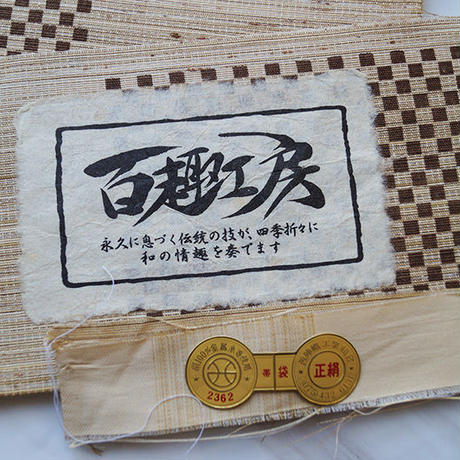 百趣工房
永久に息づく伝統の技が、四季折々に
和の情趣を奏でます
2362
帯袋
正絹